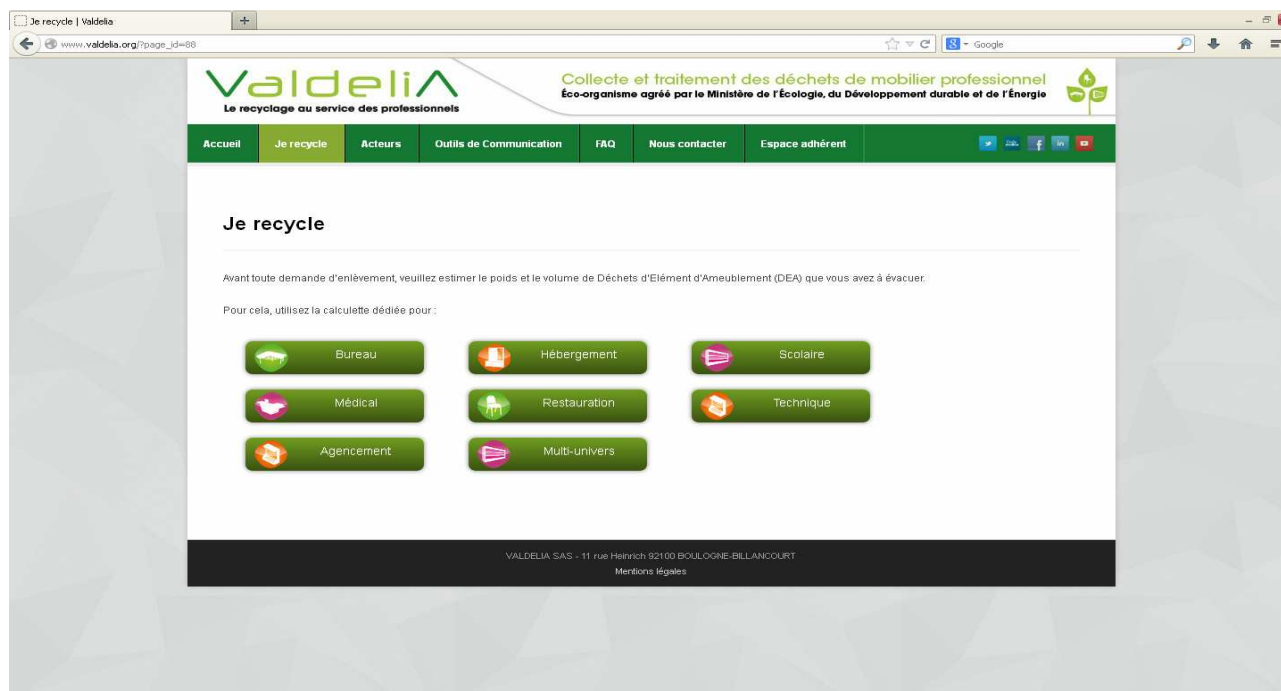 Je recycle | Valdelia
www.valdelia.org/?page_id=88
Google
ValdeliA
Le recyclage au service des professionnels
Collecte et traitement des déchets de mobilier professionnel
Éco-organisme agréé par le Ministère de l'Écologie, du Développement durable et de l'Énergie
Accueil Je recycle Acteurs Outils de Communication FAQ Nous contacter Espace adhérent
Je recycle
Avant toute demande d'enlèvement, veuillez estimer le poids et le volume de Déchets d'Elément d'Ameublement (DEA) que vous avez à évacuer.
Pour cela, utilisez la calculette dédiée pour :
Bureau Hébergement Scolaire
Médical Restauration Technique
Agencement Multi-univers
VALDELIA SAS - 11 rue Heinrich 92100 BOULOGNE-BILLANCOURT
Mentions légales